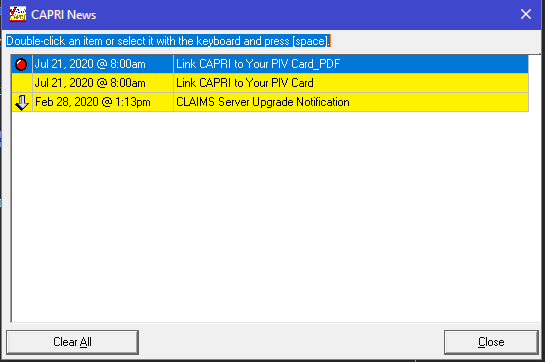 CAPRI News
Double-click an item or select it with the keyboard and press [space].
Jul 21, 2020 @ 8:00am Link CAPRI to Your PIV Card_PDF
Jul 21, 2020 @ 8:00am Link CAPRI to Your PIV Card
Feb 28, 2020 @ 1:13pm CLAIMS Server Upgrade Notification
Clear All Close